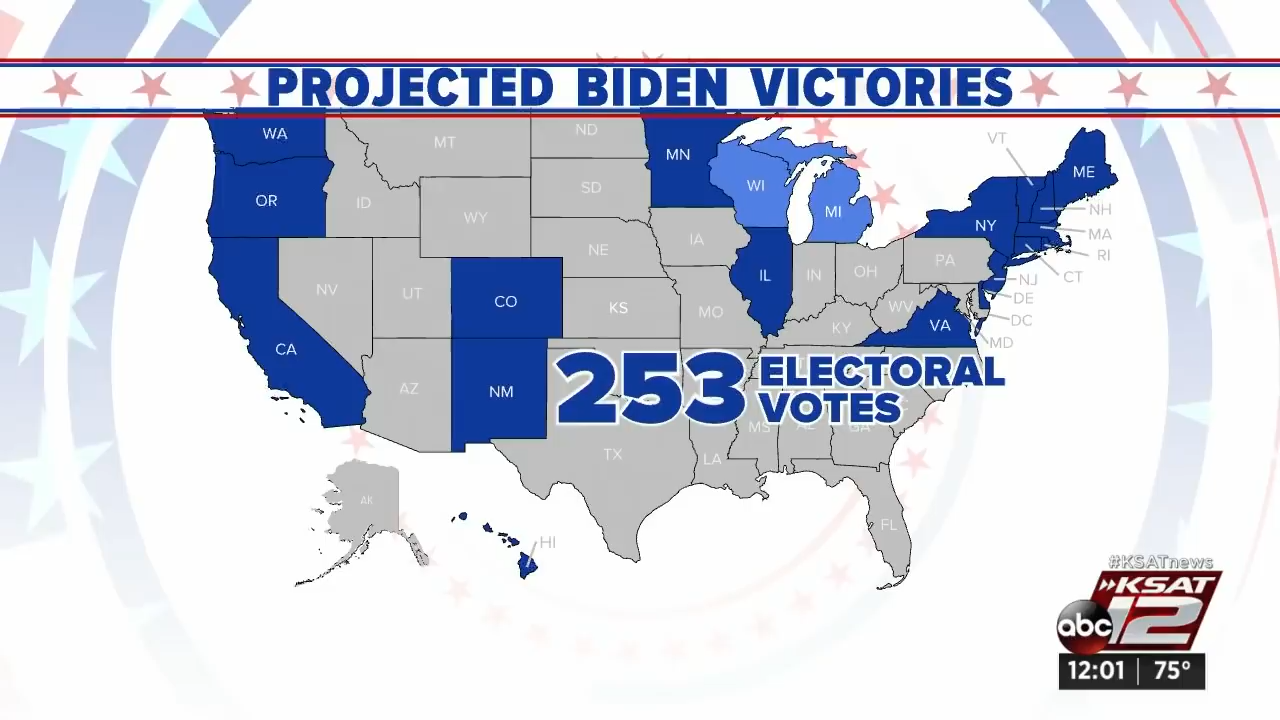 PROJECTED BIDEN VICTORIES
WA
MT
ND
MN
VT
ME
OR
ID
SD
WI
MI
NH
WY
NY
MA
IA
RI
NE
PA
NV
UT
CO
KS
IL
IN
OH
NJ
CT
DE
MO
WV
DC
KY
VA
MD
CA
253 ELECTORAL
VOTES
AZ
NM
MS
AL
GA
TX
LA
AK
FL
HI
#KSATnews
KSAT
abc 12
12:01 | 75°